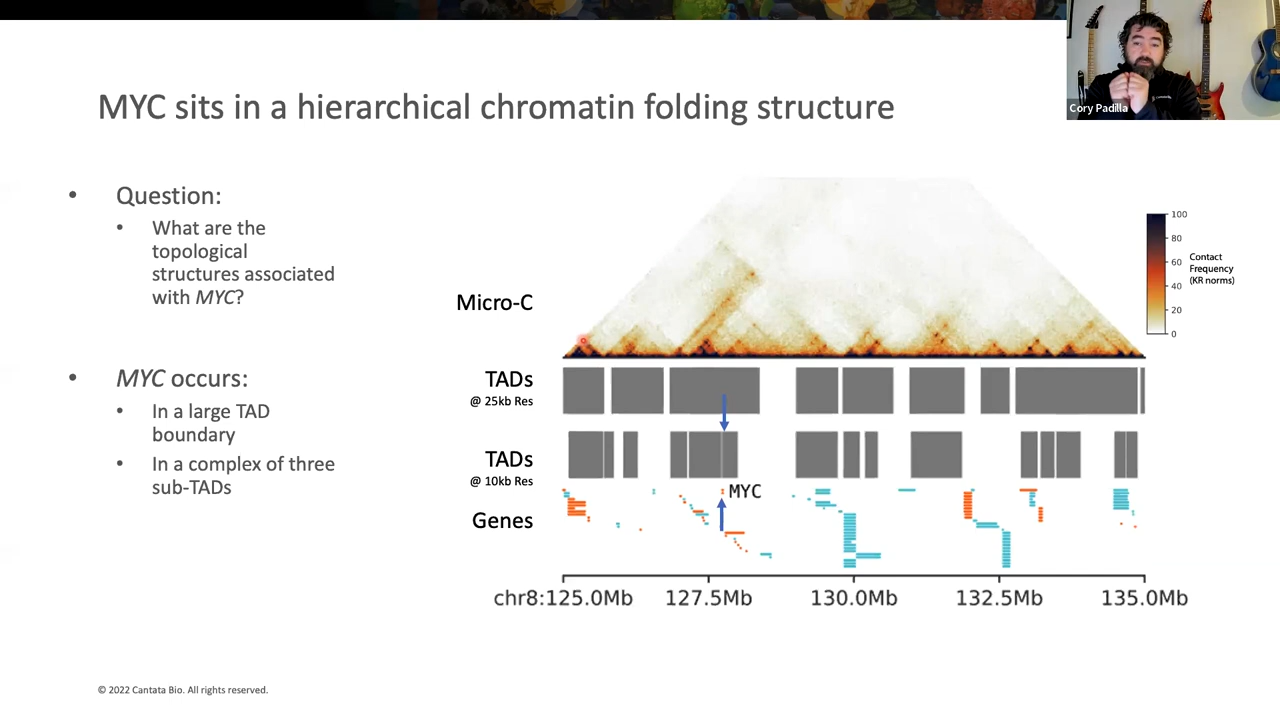 Cory Padilla
MYC sits in a hierarchical chromatin folding structure
• Question:
• What are the
topological
structures associated
with MYC?
• MYC occurs:
• In a large TAD
boundary
• In a complex of three
sub-TADs
Micro-C
100
80
60
40
20
0
Contact
Frequency
(KR norms)
TADs
@ 25kb Res
TADs
@ 10kb Res
MYC
Genes
chr8:125.0Mb 127.5Mb 130.0Mb 132.5Mb 135.0Mb
© 2022 Cantata Bio. All rights reserved.